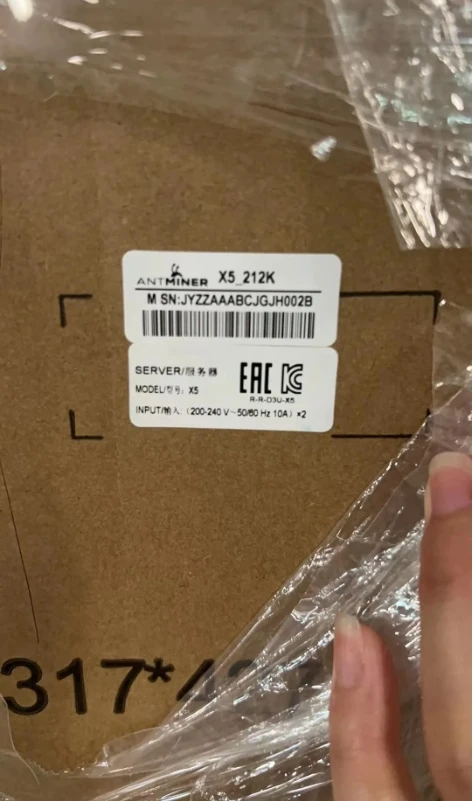 ANTMINER X5_212K
M SN:JYZZAAABCJGJH002B
SERVER/服务器
MODEL/型号: X5
EAC
R-R-D3U-X5
INPUT/输入: (200-240 V~50/60 Hz 10A) ×2
317*